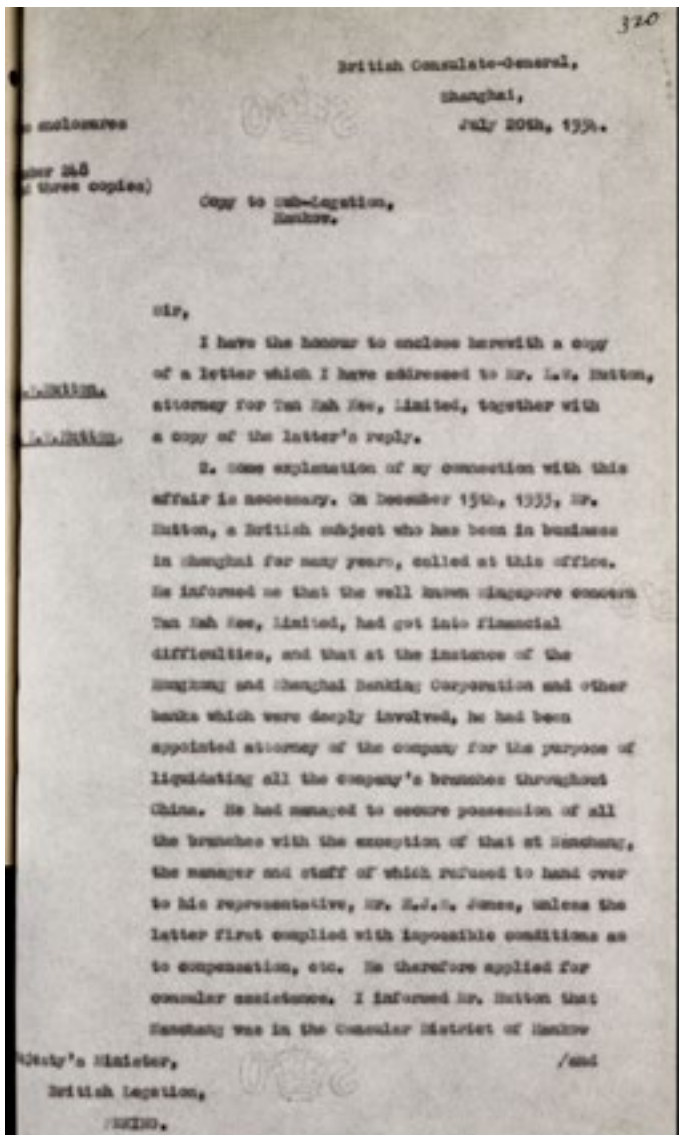 320
British Consulate-General,
Shanghai,
July 20th, 1934.
enclosures
248
three copies)
Copy to Sub-Legation,
Hankow.
Sir,
I have the honour to enclose herewith a copy
of a letter which I have addressed to Mr. L.W. Hutton,
attorney for Tan Kah Kee, Limited, together with
a copy of the latter's reply.
.W.Hutton.
L.W.Hutton.
2. Some explanation of my connection with this
affair is necessary. On December 15th, 1933, Mr.
Hutton, a British subject who has been in business
in Shanghai for many years, called at this office.
He informed me that the well known Singapore concern
Tan Kah Kee, Limited, had got into financial
difficulties, and that at the instance of the
Hongkong and Shanghai Banking Corporation and other
banks which were deeply involved, he had been
appointed attorney of the company for the purpose of
liquidating all the company's branches throughout
China. He had managed to secure possession of all
the branches with the exception of that at Nanchang,
the manager and staff of which refused to hand over
to his representative, Mr. Jones, unless the
latter first complied with impossible conditions as
to compensation, etc. He therefore applied for
consular assistance. I informed Mr. Hutton that
Nanchang was in the Consular District of Hankow
/and
jesty's Minister,
British Legation,
PEKING.